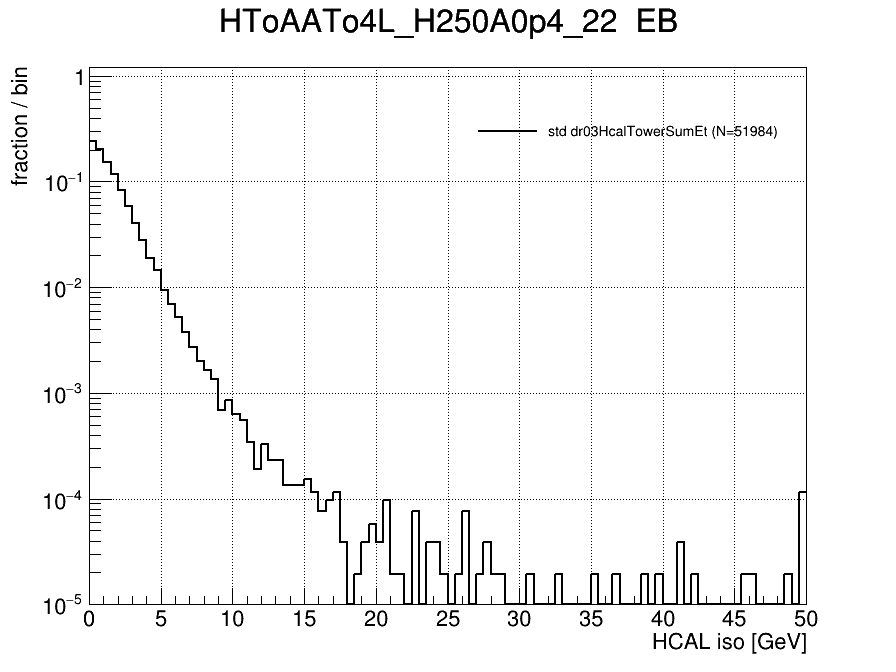 HToAATo4L_H250A0p4_22 EB
fraction / bin
std dr03HcalTowerSumEt (N=51984)
1
10−1
10−2
10−3
10−4
10−5
0 5 10 15 20 25 30 35 40 45 50
HCAL iso [GeV]